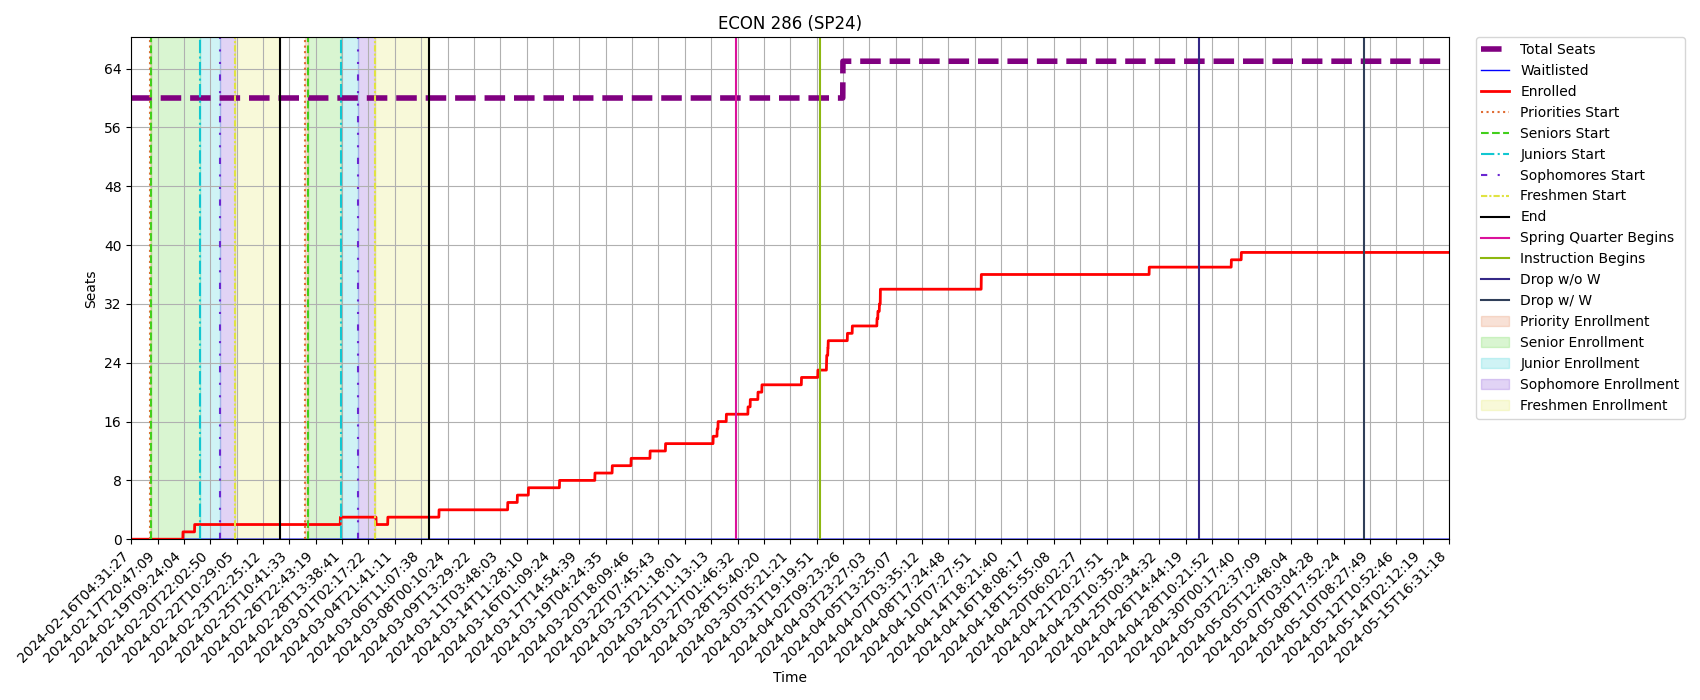 ECON 286 (SP24)
Seats
64
56
48
40
32
24
16
8
0
2024-02-16T04:31:27
2024-02-17T20:47:09
2024-02-19T09:24:04
2024-02-20T22:02:50
2024-02-22T10:29:05
2024-02-23T22:25:12
2024-02-25T10:41:33
2024-02-26T22:43:19
2024-02-28T13:38:41
2024-03-01T02:17:22
2024-03-04T21:41:11
2024-03-06T11:07:38
2024-03-08T00:10:24
2024-03-09T13:29:22
2024-03-11T03:48:03
2024-03-14T11:28:10
2024-03-16T01:09:24
2024-03-17T14:54:39
2024-03-19T04:24:35
2024-03-20T18:09:46
2024-03-22T07:45:43
2024-03-23T21:18:01
2024-03-25T11:13:13
2024-03-27T01:46:32
2024-03-28T15:40:20
2024-03-30T05:21:21
2024-03-31T19:19:51
2024-04-02T09:23:26
2024-04-03T23:27:03
2024-04-05T13:25:07
2024-04-07T03:35:12
2024-04-08T17:24:48
2024-04-10T07:27:51
2024-04-14T18:21:40
2024-04-16T18:08:17
2024-04-18T15:55:08
2024-04-20T06:02:27
2024-04-21T20:27:51
2024-04-23T10:35:24
2024-04-25T00:34:32
2024-04-26T14:44:19
2024-04-28T10:21:52
2024-04-30T00:17:40
2024-05-03T22:37:09
2024-05-05T12:48:04
2024-05-07T03:04:28
2024-05-08T17:52:24
2024-05-10T08:27:49
2024-05-12T10:52:46
2024-05-14T02:12:19
2024-05-15T16:31:18
Time
Total Seats
Waitlisted
Enrolled
Priorities Start
Seniors Start
Juniors Start
Sophomores Start
Freshmen Start
End
Spring Quarter Begins
Instruction Begins
Drop w/o W
Drop w/ W
Priority Enrollment
Senior Enrollment
Junior Enrollment
Sophomore Enrollment
Freshmen Enrollment